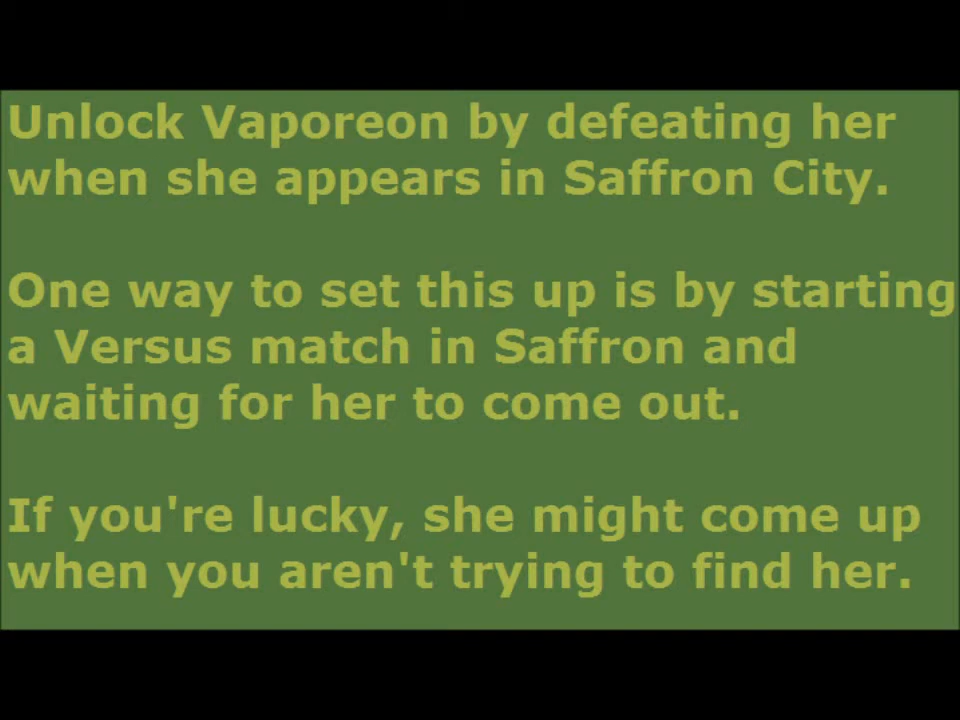 Unlock Vaporeon by defeating her
when she appears in Saffron City.
One way to set this up is by starting
a Versus match in Saffron and
waiting for her to come out.
If you're lucky, she might come up
when you aren't trying to find her.